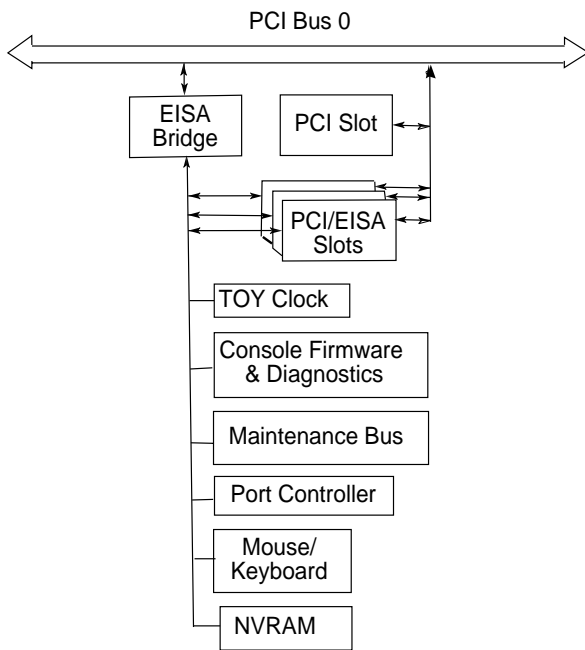 PCI Bus 0
EISA
Bridge
PCI Slot
PCI/EISA
Slots
TOY Clock
Console Firmware
& Diagnostics
Maintenance Bus
Port Controller
Mouse/
Keyboard
NVRAM